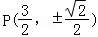 P(3/2, ±√2/2)